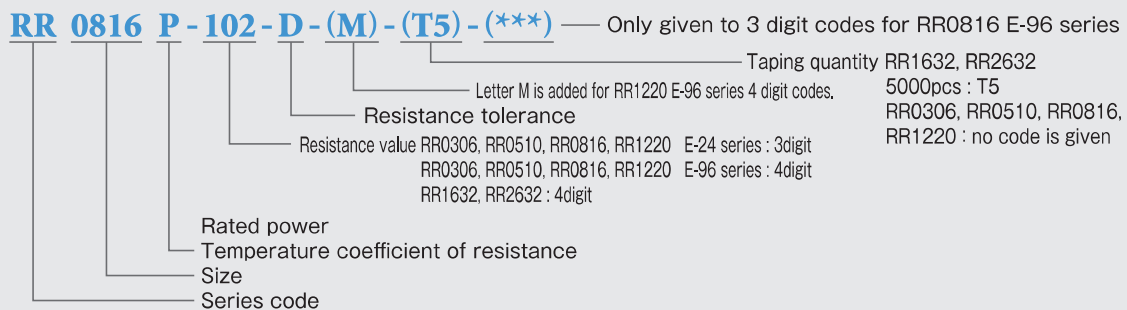 RR 0816 P - 102 - D - (M) - (T5) - (***) Only given to 3 digit codes for RR0816 E-96 series
Taping quantity RR1632, RR2632
5000pcs : T5
RR0306, RR0510, RR0816,
RR1220 : no code is given
Letter M is added for RR1220 E-96 series 4 digit codes.
Resistance tolerance
Resistance value RR0306, RR0510, RR0816, RR1220 E-24 series : 3digit
RR0306, RR0510, RR0816, RR1220 E-96 series : 4digit
RR1632, RR2632 : 4digit
Rated power
Temperature coefficient of resistance
Size
Series code